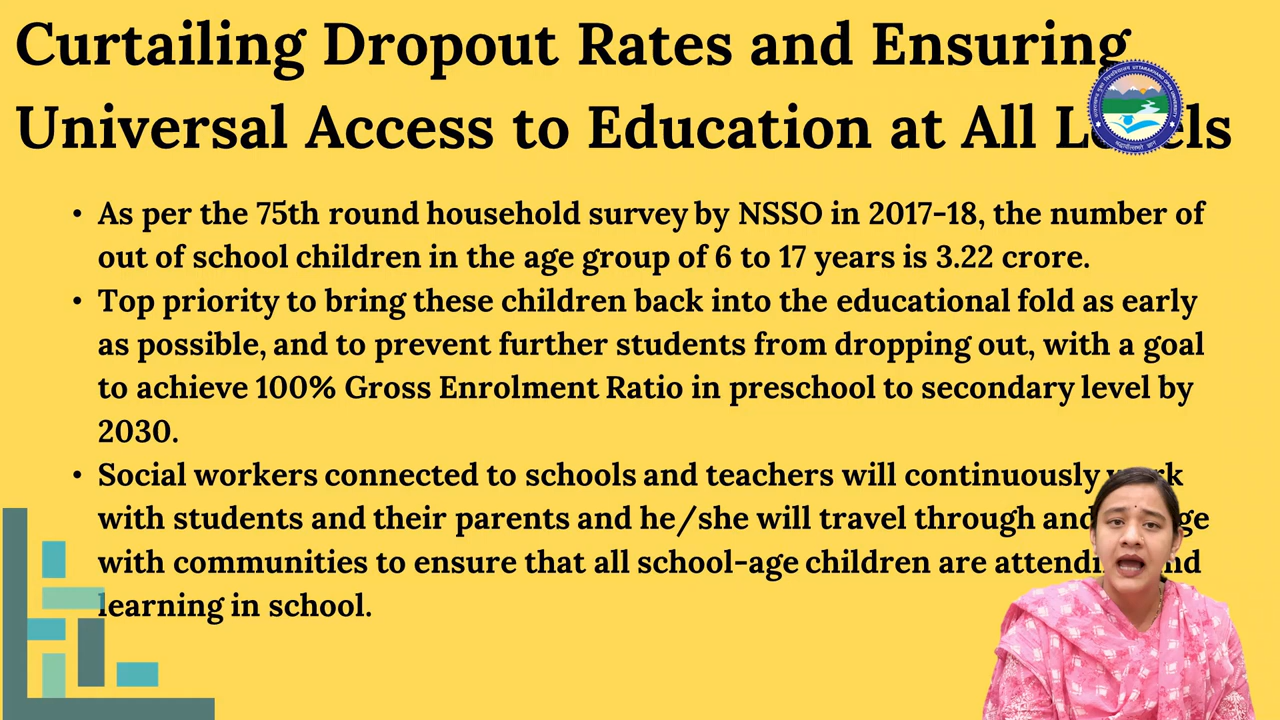 Curtailing Dropout Rates and Ensuring
Universal Access to Education at All
• As per the 75th round household survey by NSSO in 2017-18, the number of
out of school children in the age group of 6 to 17 years is 3.22 crore.
• Top priority to bring these children back into the educational fold as early
as possible, and to prevent further students from dropping out, with a goal
to achieve 100% Gross Enrolment Ratio in preschool to secondary level by
2030.
• Social workers connected to schools and teachers will continuously
with students and their parents and he/she will travel through and
with communities to ensure that all school-age children are
learning in school.